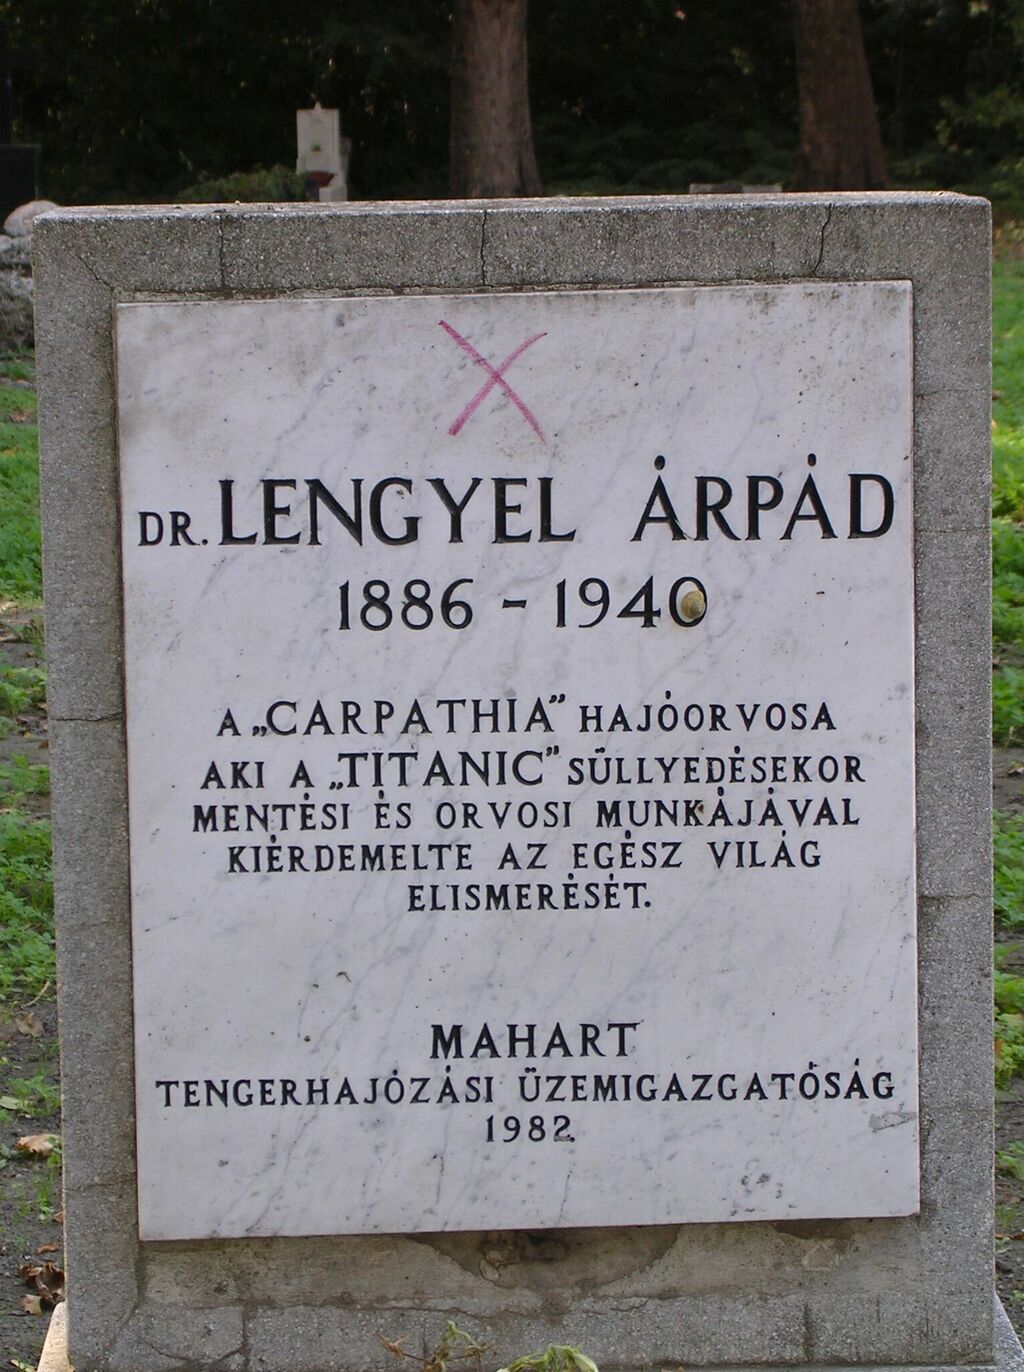 DR. LENGYEL ÁRPÁD
1886 - 1940
A „CARPATHIA” HAJÓORVOSA
AKI A „TITANIC” SÜLLYEDÉSEKOR
MENTÉSI ÉS ORVOSI MUNKÁJÁVAL
KIÉRDEMELTE AZ EGÉSZ VILÁG
ELISMERÉSÉT.
MAHART
TENGERHAJÓZÁSI ÜZEMIGAZGATÓSÁG
1982.